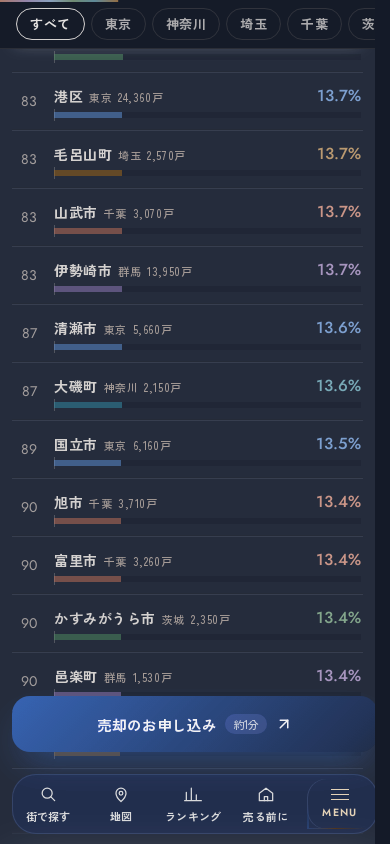 すべて 東京 神奈川 埼玉 千葉 茨
83 港区 東京 24,360戸 13.7%
83 毛呂山町 埼玉 2,570戸 13.7%
83 山武市 千葉 3,070戸 13.7%
83 伊勢崎市 群馬 13,950戸 13.7%
87 清瀬市 東京 5,660戸 13.6%
87 大磯町 神奈川 2,150戸 13.6%
89 国立市 東京 6,160戸 13.5%
90 旭市 千葉 3,710戸 13.4%
90 富里市 千葉 3,260戸 13.4%
90 かすみがうら市 茨城 2,350戸 13.4%
90 邑楽町 群馬 1,530戸 13.4%
売却のお申し込み 約1分
街で探す 地図 ランキング 売る前に MENU